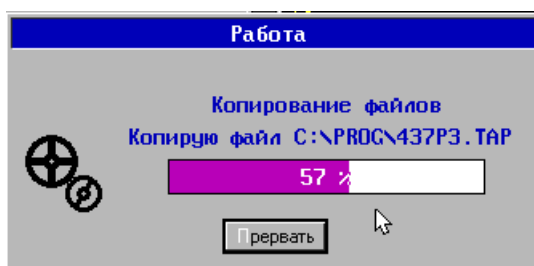 Работа
Копирование файлов
Копирую файл C:\PROG\437P3.TAP
57 %
Прервать